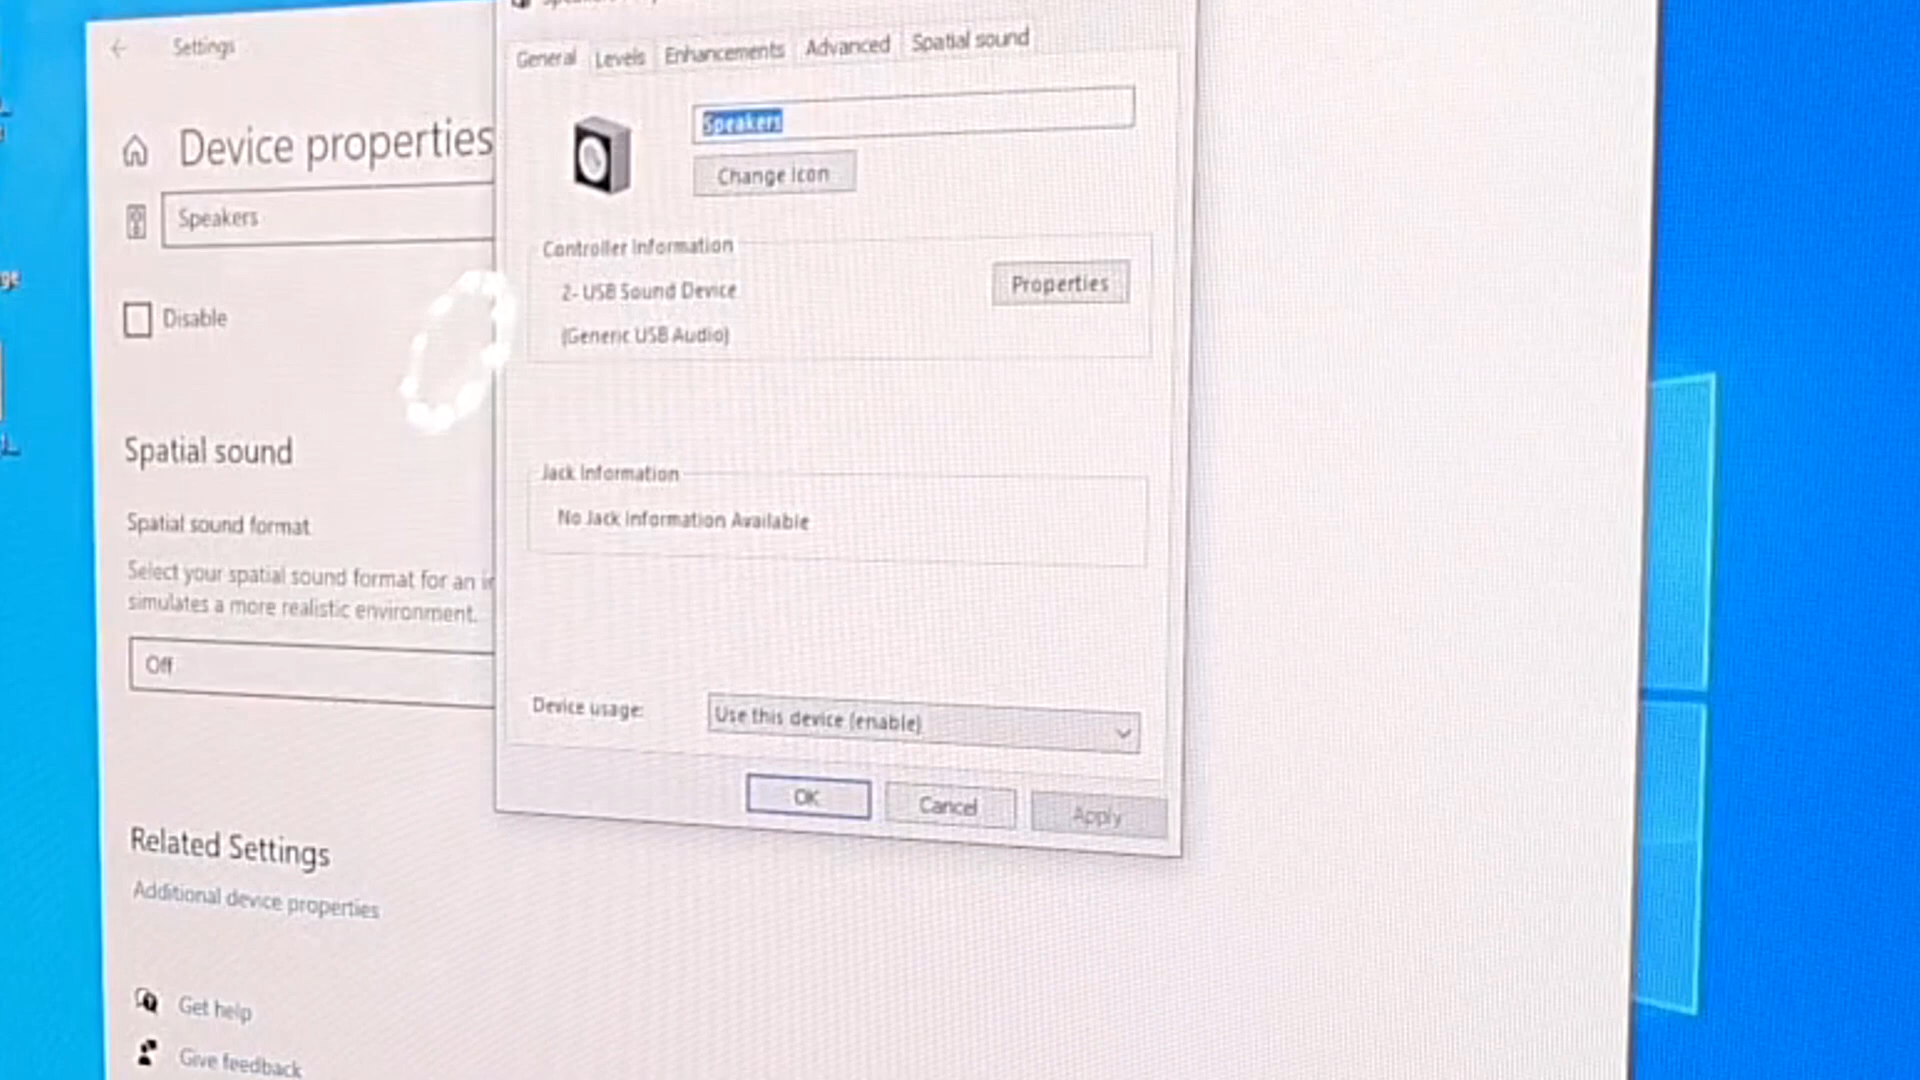 Settings
Device properties
Speakers
Disable
Spatial sound
Spatial sound format
Select your spatial sound format for an
simulates a more realistic environment.
Off
Related Settings
Additional device properties
Get help
Give feedback
General
Levels
Enhancements
Advanced
Spatial sound
Speakers
Change Icon
Controller Information
2- USB Sound Device
(Generic USB Audio)
Properties
Jack Information
No Jack Information Available
Device usage:
Use this device (enable)
OK
Cancel
Apply